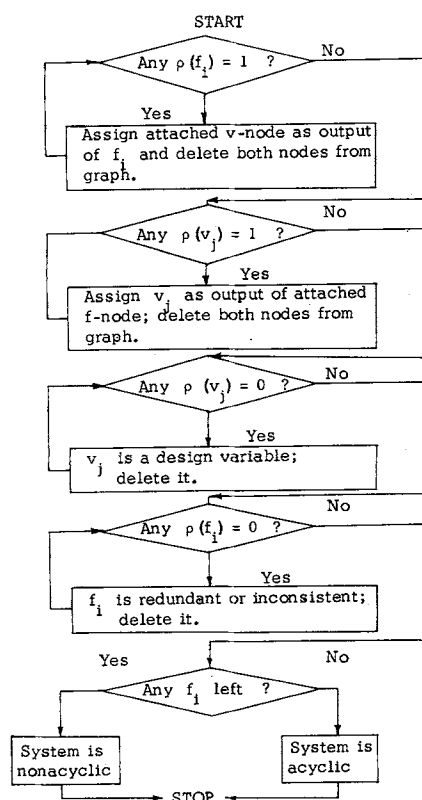 START
Any ρ(f_i) = 1 ?
No
Yes
Assign attached v-node as output
of f_i and delete both nodes from
graph.
No
Any ρ(v_j) = 1 ?
Yes
Assign v_j as output of attached
f-node; delete both nodes from
graph.
No
Any ρ (v_j) = 0 ?
Yes
v_j is a design variable;
delete it.
No
Any ρ(f_i) = 0 ?
Yes
f_i is redundant or inconsistent;
delete it.
Yes
No
Any f_i left ?
System is
nonacyclic
System is
acyclic
STOP